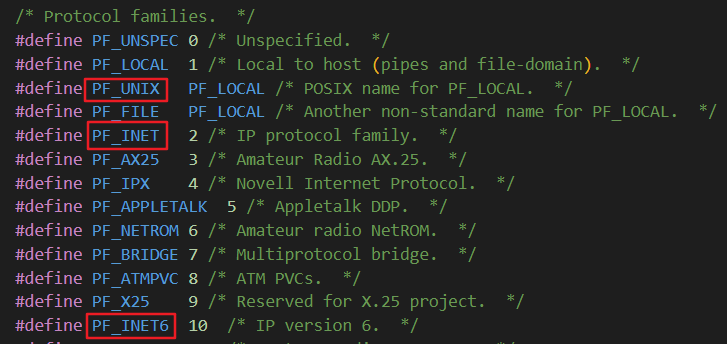 /* Protocol families.  */
#define PF_UNSPEC 0 /* Unspecified.  */
#define PF_LOCAL  1 /* Local to host (pipes and file-domain).  */
#define PF_UNIX   PF_LOCAL /* POSIX name for PF_LOCAL.  */
#define PF_FILE   PF_LOCAL /* Another non-standard name for PF_LOCAL.  */
#define PF_INET   2 /* IP protocol family.  */
#define PF_AX25   3 /* Amateur Radio AX.25.  */
#define PF_IPX    4 /* Novell Internet Protocol.  */
#define PF_APPLETALK  5 /* Appletalk DDP.  */
#define PF_NETROM 6 /* Amateur radio NetROM.  */
#define PF_BRIDGE 7 /* Multiprotocol bridge.  */
#define PF_ATMPVC 8 /* ATM PVCs.  */
#define PF_X25    9 /* Reserved for X.25 project.  */
#define PF_INET6  10  /* IP version 6.  */